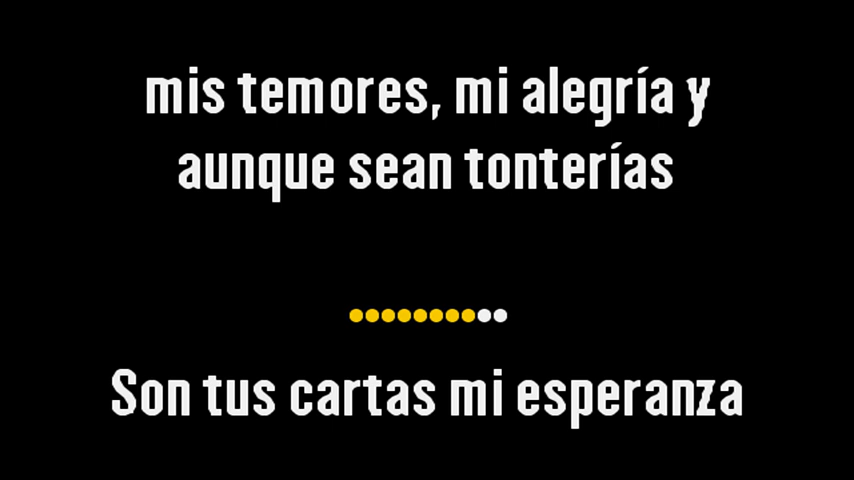 mis temores, mi alegría y
aunque sean tonterías
Son tus cartas mi esperanza